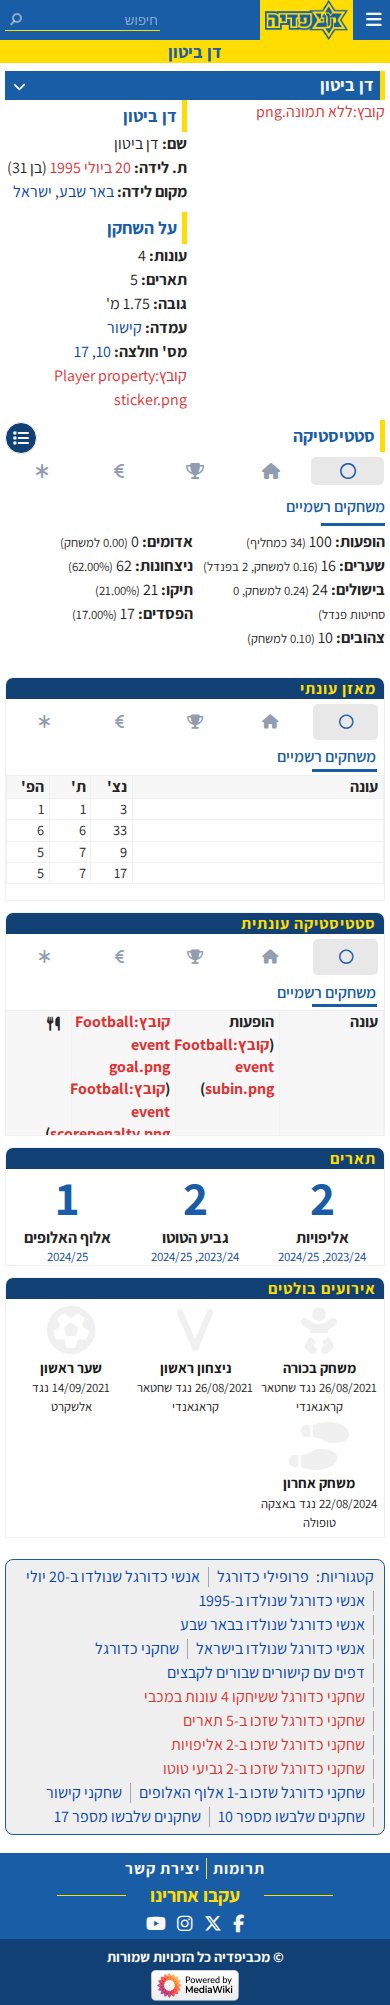 חיפוש
מכביפדיה
דן ביטון
דן ביטון
קובץ:ללא תמונה.png
דן ביטון
שם: דן ביטון
ת. לידה: 20 ביולי 1995 (בן 31)
מקום לידה: באר שבע, ישראל
על השחקן
עונות: 4
תארים: 5
גובה: 1.75 מ'
עמדה: קישור
מס' חולצה: 10, 17
קובץ:Player property
sticker.png
סטטיסטיקה
משחקים רשמיים
הופעות: 100 (34 כמחליף)
שערים: 16 (0.16 למשחק, 2 בפנדל)
בישולים: 24 (0.24 למשחק, 0
סחיטות פנדל)
צהובים: 10 (0.10 למשחק)
אדומים: 0 (0.00 למשחק)
ניצחונות: 62 (62.00%)
תיקו: 21 (21.00%)
הפסדים: 17 (17.00%)
מאזן עונתי
משחקים רשמיים
עונה נצ' ת' הפ'
3 1 1
33 6 6
9 7 5
17 7 5
סטטיסטיקה עונתית
משחקים רשמיים
עונה
הופעות
(קובץ:Football
event
subin.png)
קובץ:Football
event
goal.png
(קובץ:Football
event
scorepenalty.png)
תארים
2 2 1
אליפויות גביע הטוטו אלוף האלופים
2023/24, 2024/25 2023/24, 2024/25 2024/25
אירועים בולטים
משחק בכורה
26/08/2021 נגד שחטאר
קראגאנדי
ניצחון ראשון
26/08/2021 נגד שחטאר
קראגאנדי
שער ראשון
14/09/2021 נגד
אלשקרט
משחק אחרון
22/08/2024 נגד באצקה
טופולה
קטגוריות: פרופילי כדורגל | אנשי כדורגל שנולדו ב-20 יולי
אנשי כדורגל שנולדו ב-1995
אנשי כדורגל שנולדו בבאר שבע
אנשי כדורגל שנולדו בישראל | שחקני כדורגל
דפים עם קישורים שבורים לקבצים
שחקני כדורגל ששיחקו 4 עונות במכבי
שחקני כדורגל שזכו ב-5 תארים
שחקני כדורגל שזכו ב-2 אליפויות
שחקני כדורגל שזכו ב-2 גביעי טוטו
שחקני כדורגל שזכו ב-1 אלוף האלופים | שחקני קישור
שחקנים שלבשו מספר 10 | שחקנים שלבשו מספר 17
תרומות | יצירת קשר
עקבו אחרינו
© מכביפדיה כל הזכויות שמורות
Powered by
MediaWiki